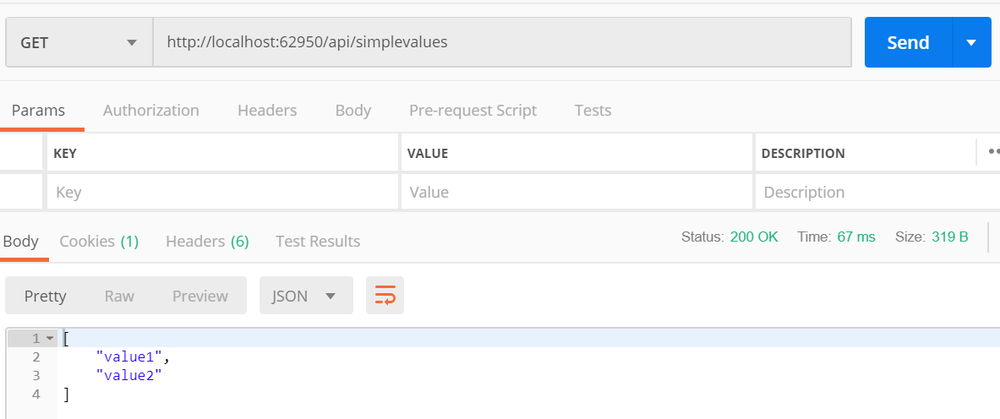 GET http://localhost:62950/api/simplevalues Send
Params Authorization Headers Body Pre-request Script Tests
KEY VALUE DESCRIPTION
Key Value Description
Body Cookies (1) Headers (6) Test Results Status: 200 OK Time: 67 ms Size: 319 B
Pretty Raw Preview JSON
1 [
2 "value1",
3 "value2"
4 ]